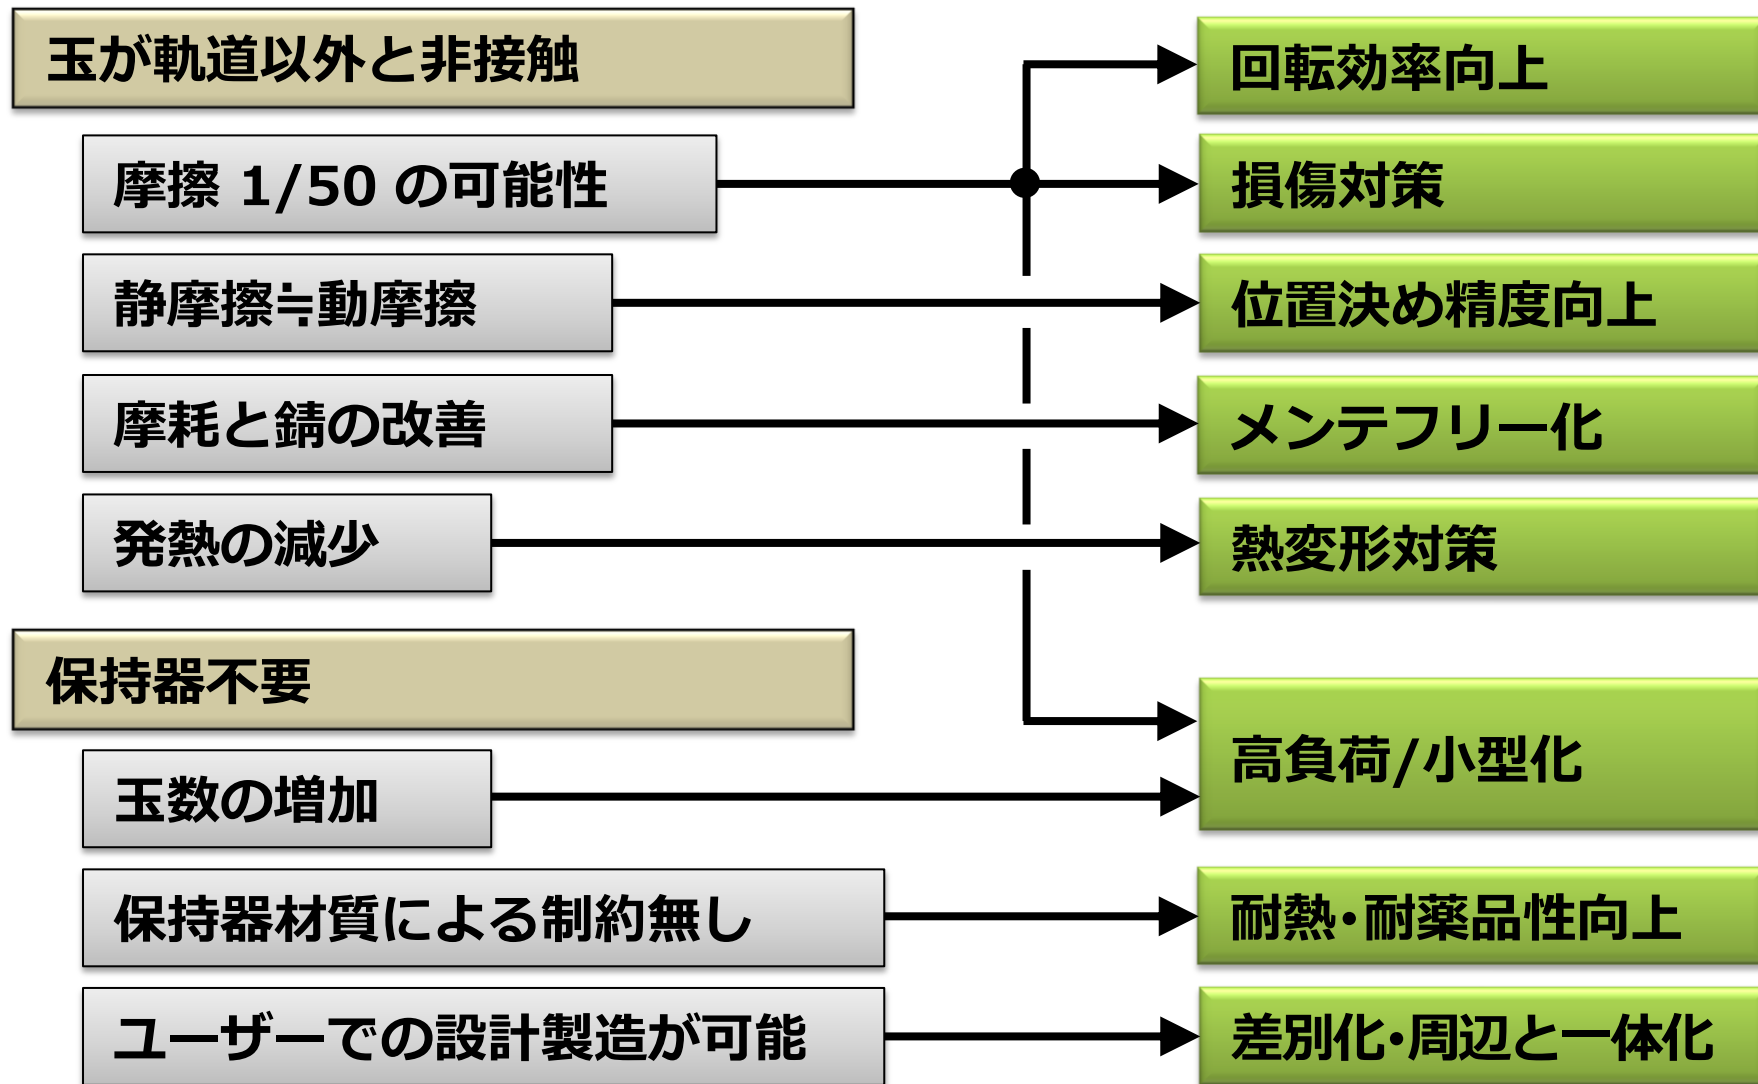 玉が軌道以外と非接触
回転効率向上
摩擦 1/50 の可能性
損傷対策
静摩擦≒動摩擦
位置決め精度向上
摩耗と錆の改善
メンテフリー化
発熱の減少
熱変形対策
保持器不要
高負荷/小型化
玉数の増加
保持器材質による制約無し
耐熱・耐薬品性向上
ユーザーでの設計製造が可能
差別化・周辺と一体化